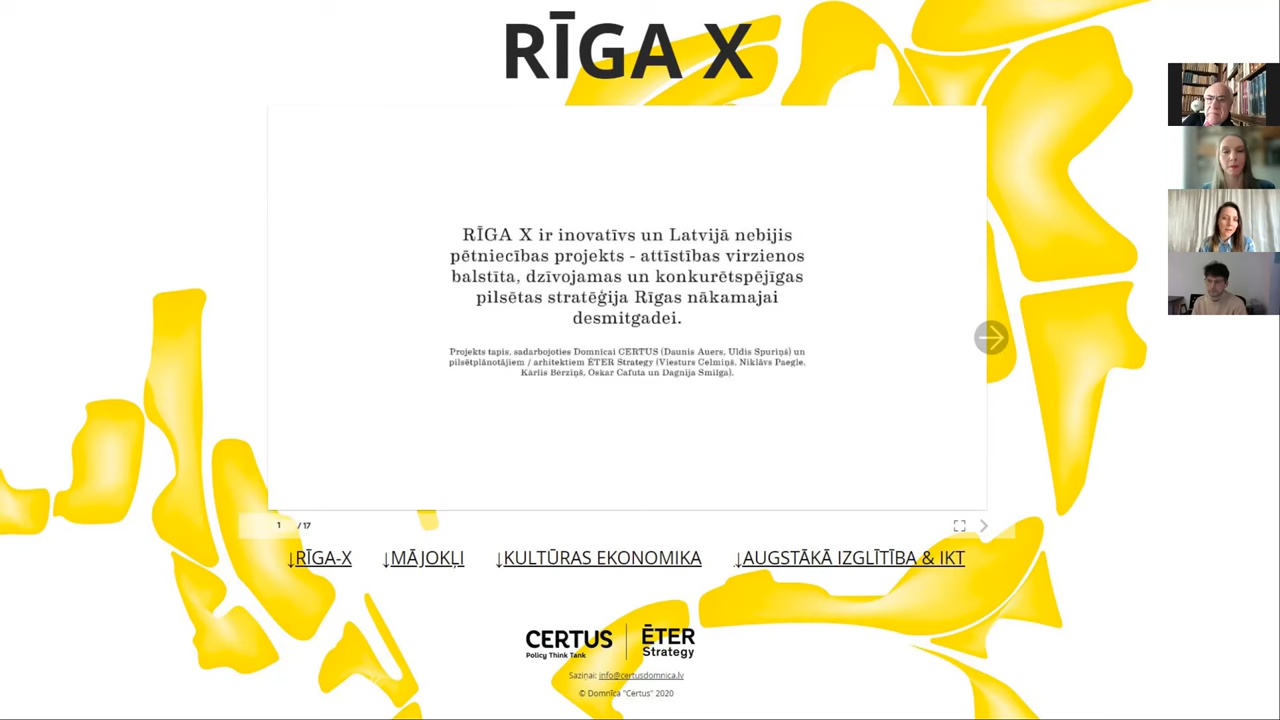 RĪGA X
RĪGA X ir inovatīvs un Latvijā nebijis
pētniecības projekts - attīstības virzienos
balstīta, dzīvojamas un konkurētspējīgas
pilsētas stratēģija Rīgas nākamajai
desmitgadei.
Projekts tapis, sadarbojoties Domnīcai CERTUS (Daunis Auers, Uldis Spuriņš) un
pilsētplānotājiem / arhitektiem ĒTER Strategy (Viesturs Celmiņš, Niklāvs Paegle,
Kārlis Bērziņš, Oskar Cafuta un Dagnija Smilga).
1 / 17
↓RĪGA-X ↓MĀJOKĻI ↓KULTŪRAS EKONOMIKA ↓AUGSTĀKĀ IZGLĪTĪBA & IKT
CERTUS
Policy Think Tank
ĒTER
Strategy
Saziņai: info@certusdomnica.lv
© Domnīca "Certus" 2020